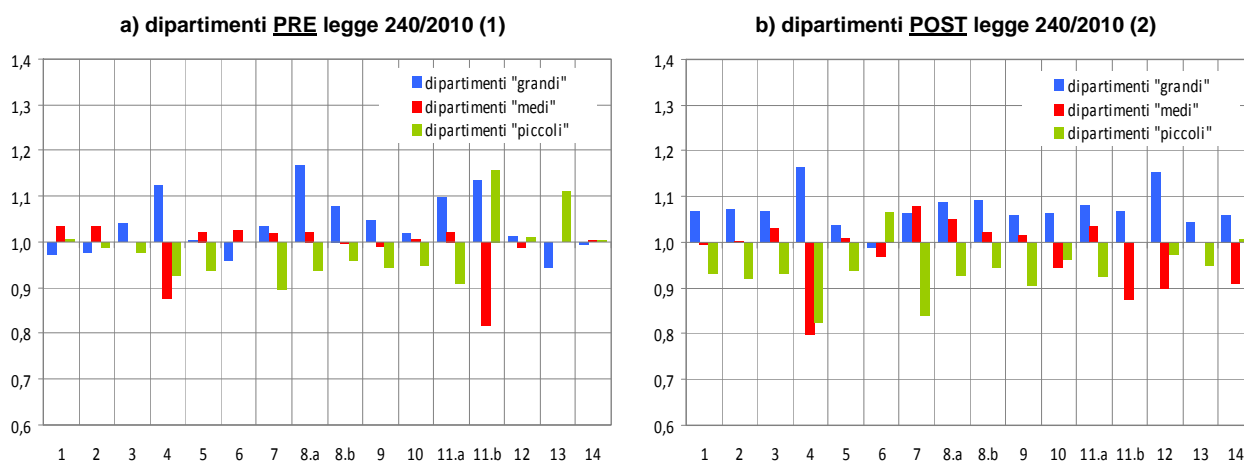 a) dipartimenti PRE legge 240/2010 (1)
1,4
1,3
1,2
1,1
1,0
0,9
0,8
0,7
0,6
dipartimenti "grandi"
dipartimenti "medi"
dipartimenti "piccoli"
1 2 3 4 5 6 7 8.a 8.b 9 10 11.a 11.b 12 13 14
b) dipartimenti POST legge 240/2010 (2)
1,4
1,3
1,2
1,1
1,0
0,9
0,8
0,7
0,6
dipartimenti "grandi"
dipartimenti "medi"
dipartimenti "piccoli"
1 2 3 4 5 6 7 8.a 8.b 9 10 11.a 11.b 12 13 14